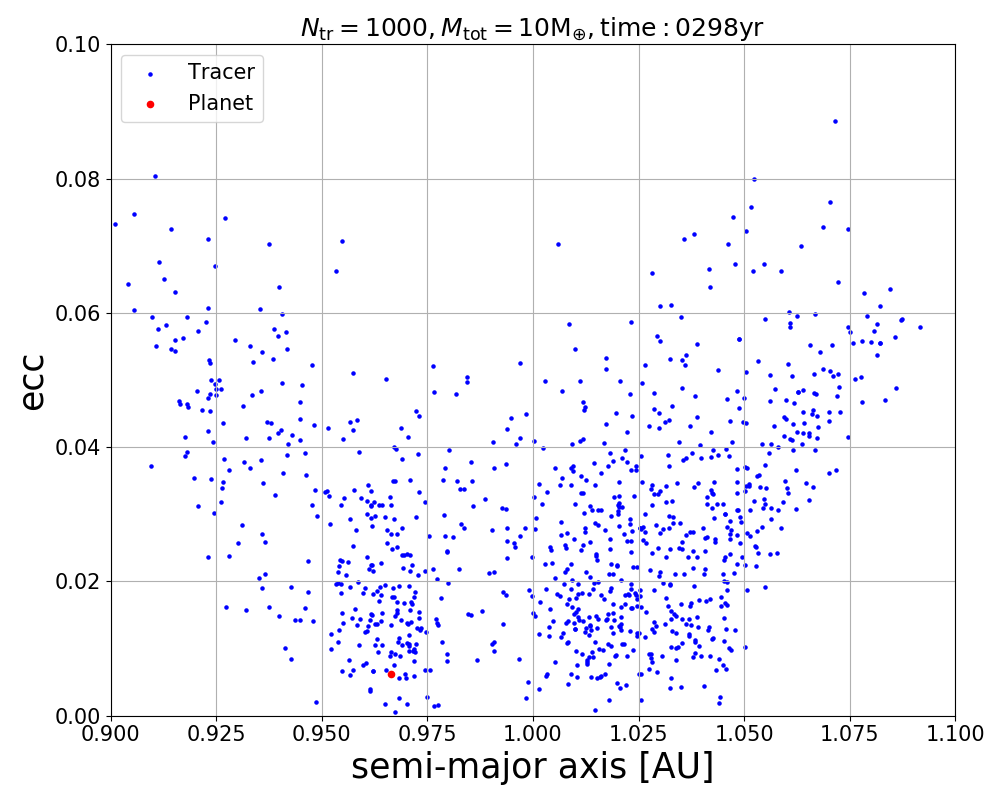 N_tr = 1000, M_tot = 10M_⊕, time : 0298yr
Tracer
Planet
0.10
0.08
0.06
0.04
0.02
0.00
ecc
0.900 0.925 0.950 0.975 1.000 1.025 1.050 1.075 1.100
semi-major axis [AU]